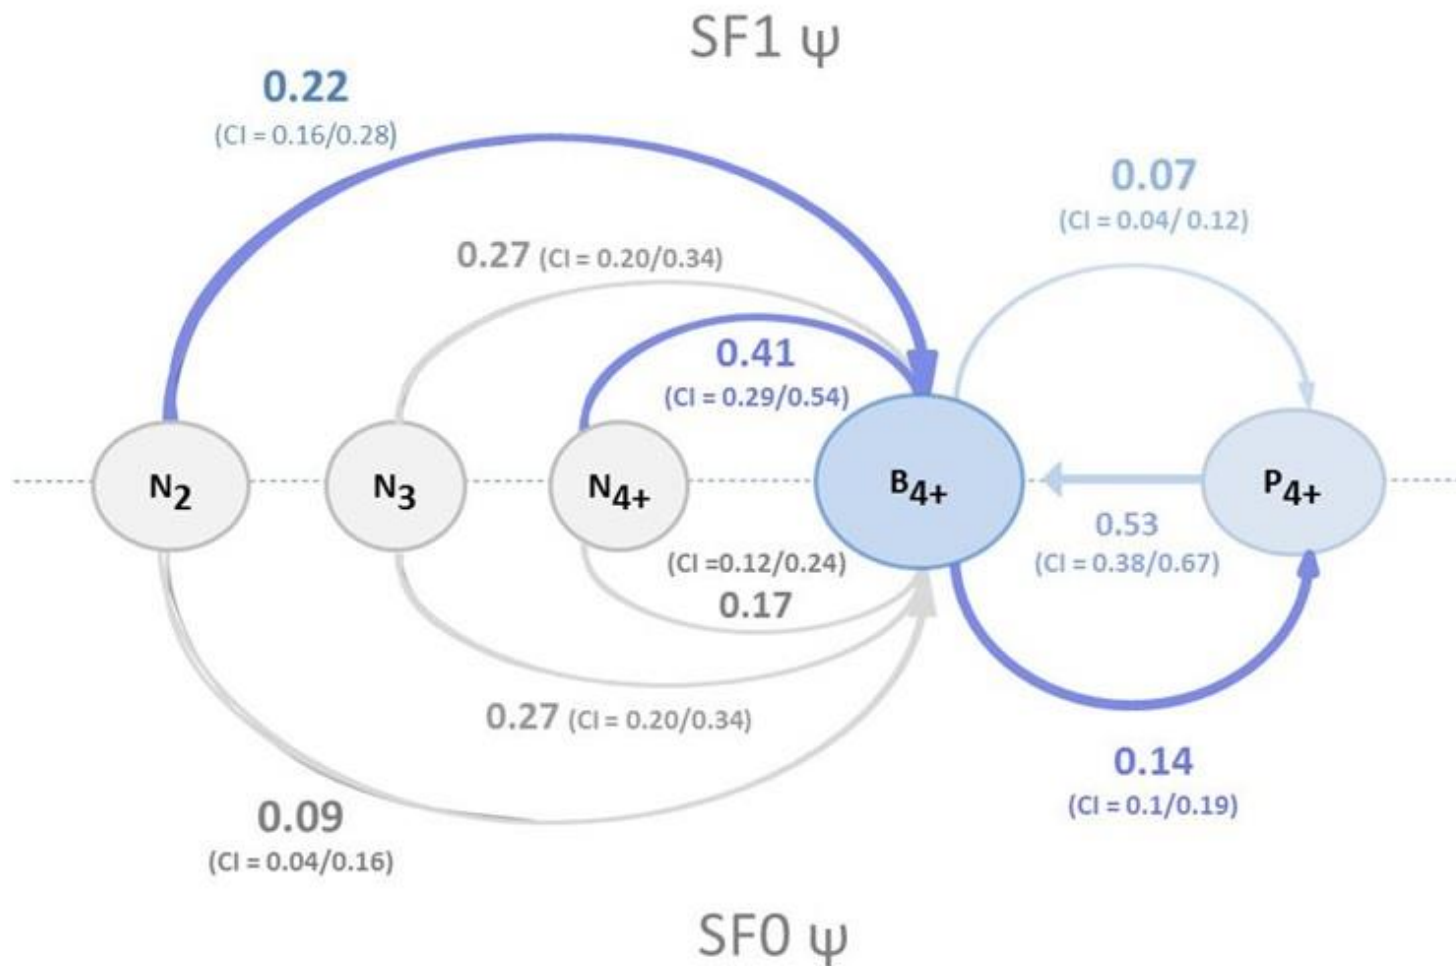 SF1 ψ
0.22
(CI = 0.16/0.28)
0.07
(CI = 0.04/ 0.12)
0.27 (CI = 0.20/0.34)
0.41
(CI = 0.29/0.54)
N2
N3
N4+
B4+
P4+
0.53
(CI = 0.38/0.67)
(CI =0.12/0.24)
0.17
0.27 (CI = 0.20/0.34)
0.14
(CI = 0.1/0.19)
0.09
(CI = 0.04/0.16)
SF0 ψ